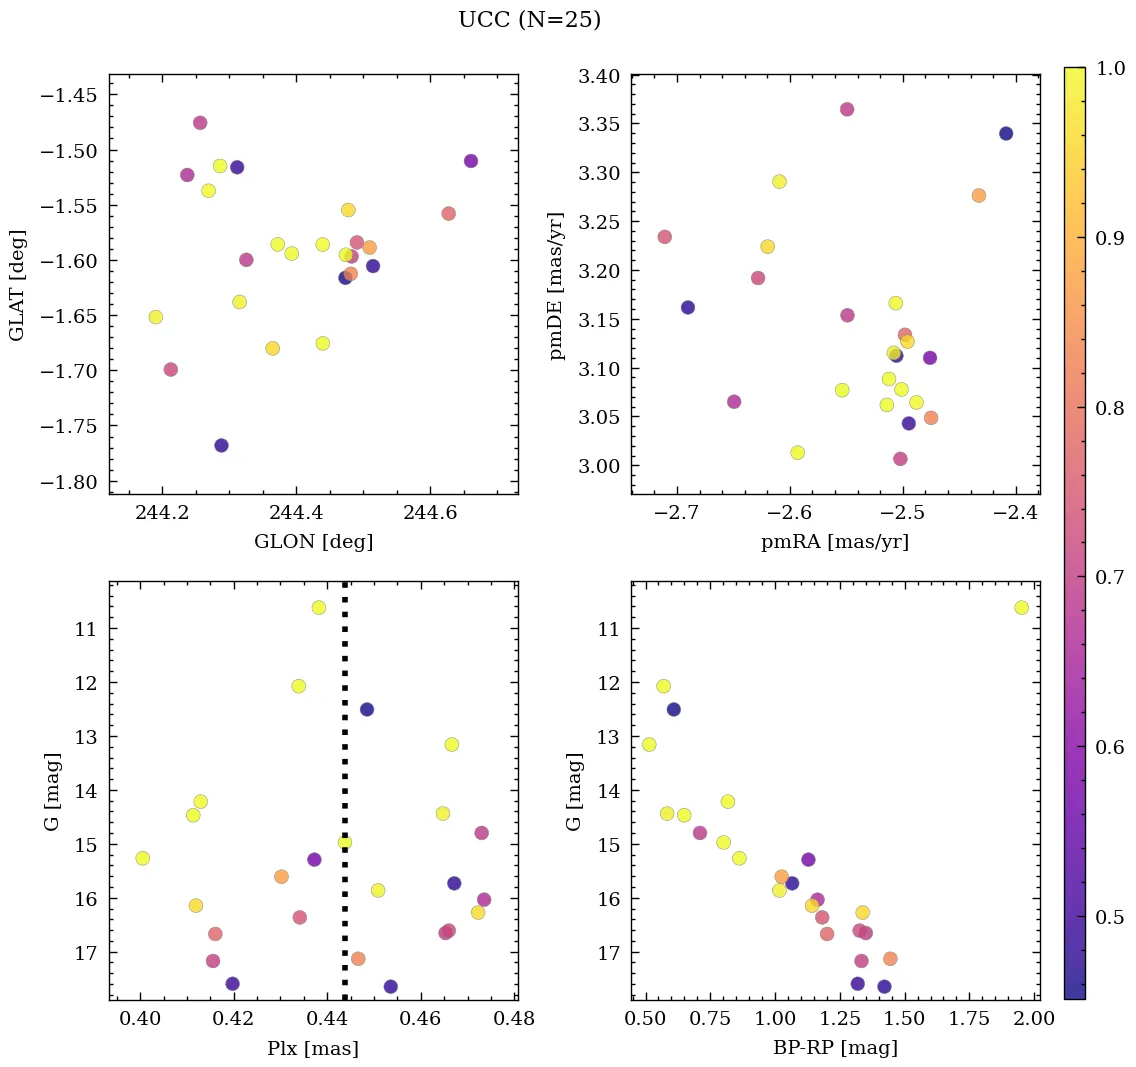 UCC (N=25)
−1.45
−1.50
−1.55
−1.60
−1.65
−1.70
−1.75
−1.80
GLAT [deg]
244.2 244.4 244.6
GLON [deg]
3.40
3.35
3.30
3.25
3.20
3.15
3.10
3.05
3.00
pmDE [mas/yr]
−2.7 −2.6 −2.5 −2.4
pmRA [mas/yr]
11
12
13
14
15
16
17
G [mag]
0.40 0.42 0.44 0.46 0.48
Plx [mas]
11
12
13
14
15
16
17
G [mag]
0.50 0.75 1.00 1.25 1.50 1.75 2.00
BP-RP [mag]
1.0
0.9
0.8
0.7
0.6
0.5